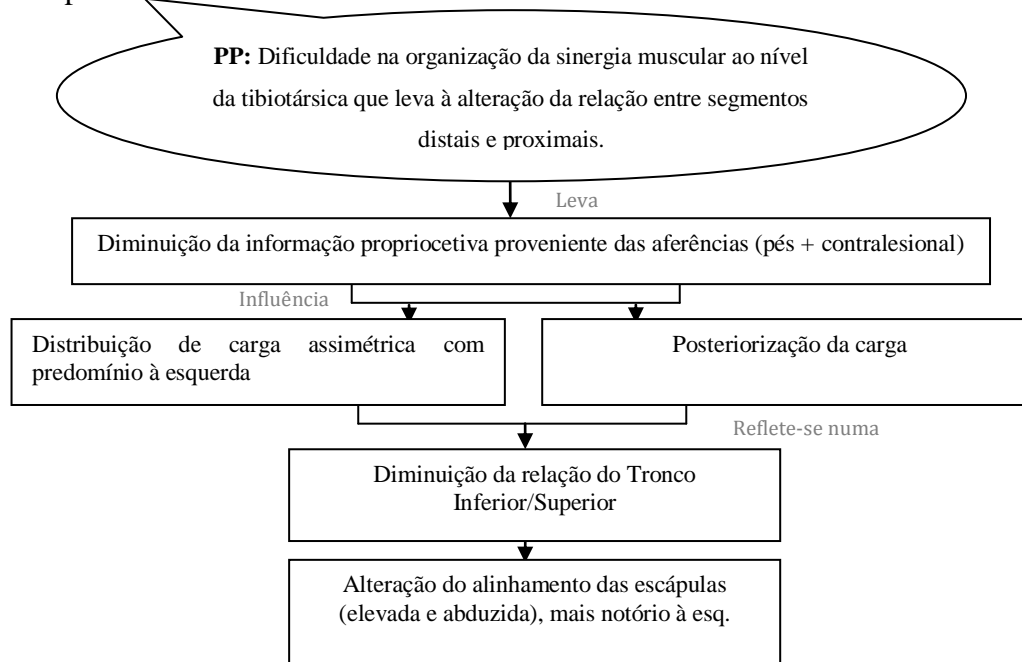 PP: Dificuldade na organização da sinergia muscular ao nível
da tibiotársica que leva à alteração da relação entre segmentos
distais e proximais.
Leva
Diminuição da informação propriocetiva proveniente das aferências (pés + contralesional)
Influência
Distribuição de carga assimétrica com
predomínio à esquerda
Posteriorização da carga
Reflete-se numa
Diminuição da relação do Tronco
Inferior/Superior
Alteração do alinhamento das escápulas
(elevada e abduzida), mais notório à esq.